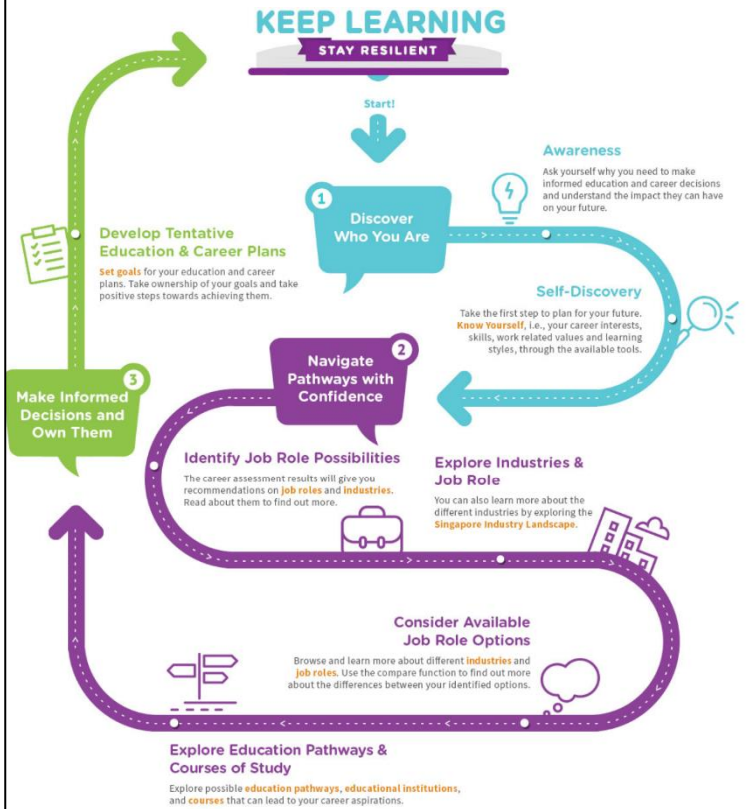 KEEP LEARNING
STAY RESILIENT
Start!
1
Discover
Who You Are
Awareness
Ask yourself why you need to make
informed education and career decisions
and understand the impact they can have
on your future.
Self-Discovery
Take the first step to plan for your future.
Know Yourself, i.e., your career interests,
skills, work related values and learning
styles, through the available tools.
2
Navigate
Pathways with
Confidence
Identify Job Role Possibilities
The career assessment results will give you
recommendations on job roles and industries.
Read about them to find out more.
Explore Industries &
Job Role
You can also learn more about the
different industries by exploring the
Singapore Industry Landscape.
Consider Available
Job Role Options
Browse and learn more about different industries and
job roles. Use the compare function to find out more
about the differences between your identified options.
Explore Education Pathways &
Courses of Study
Explore possible education pathways, educational institutions,
and courses that can lead to your career aspirations.
3
Make Informed
Decisions and
Own Them
Develop Tentative
Education & Career Plans
Set goals for your education and career
plans. Take ownership of your goals and take
positive steps towards achieving them.